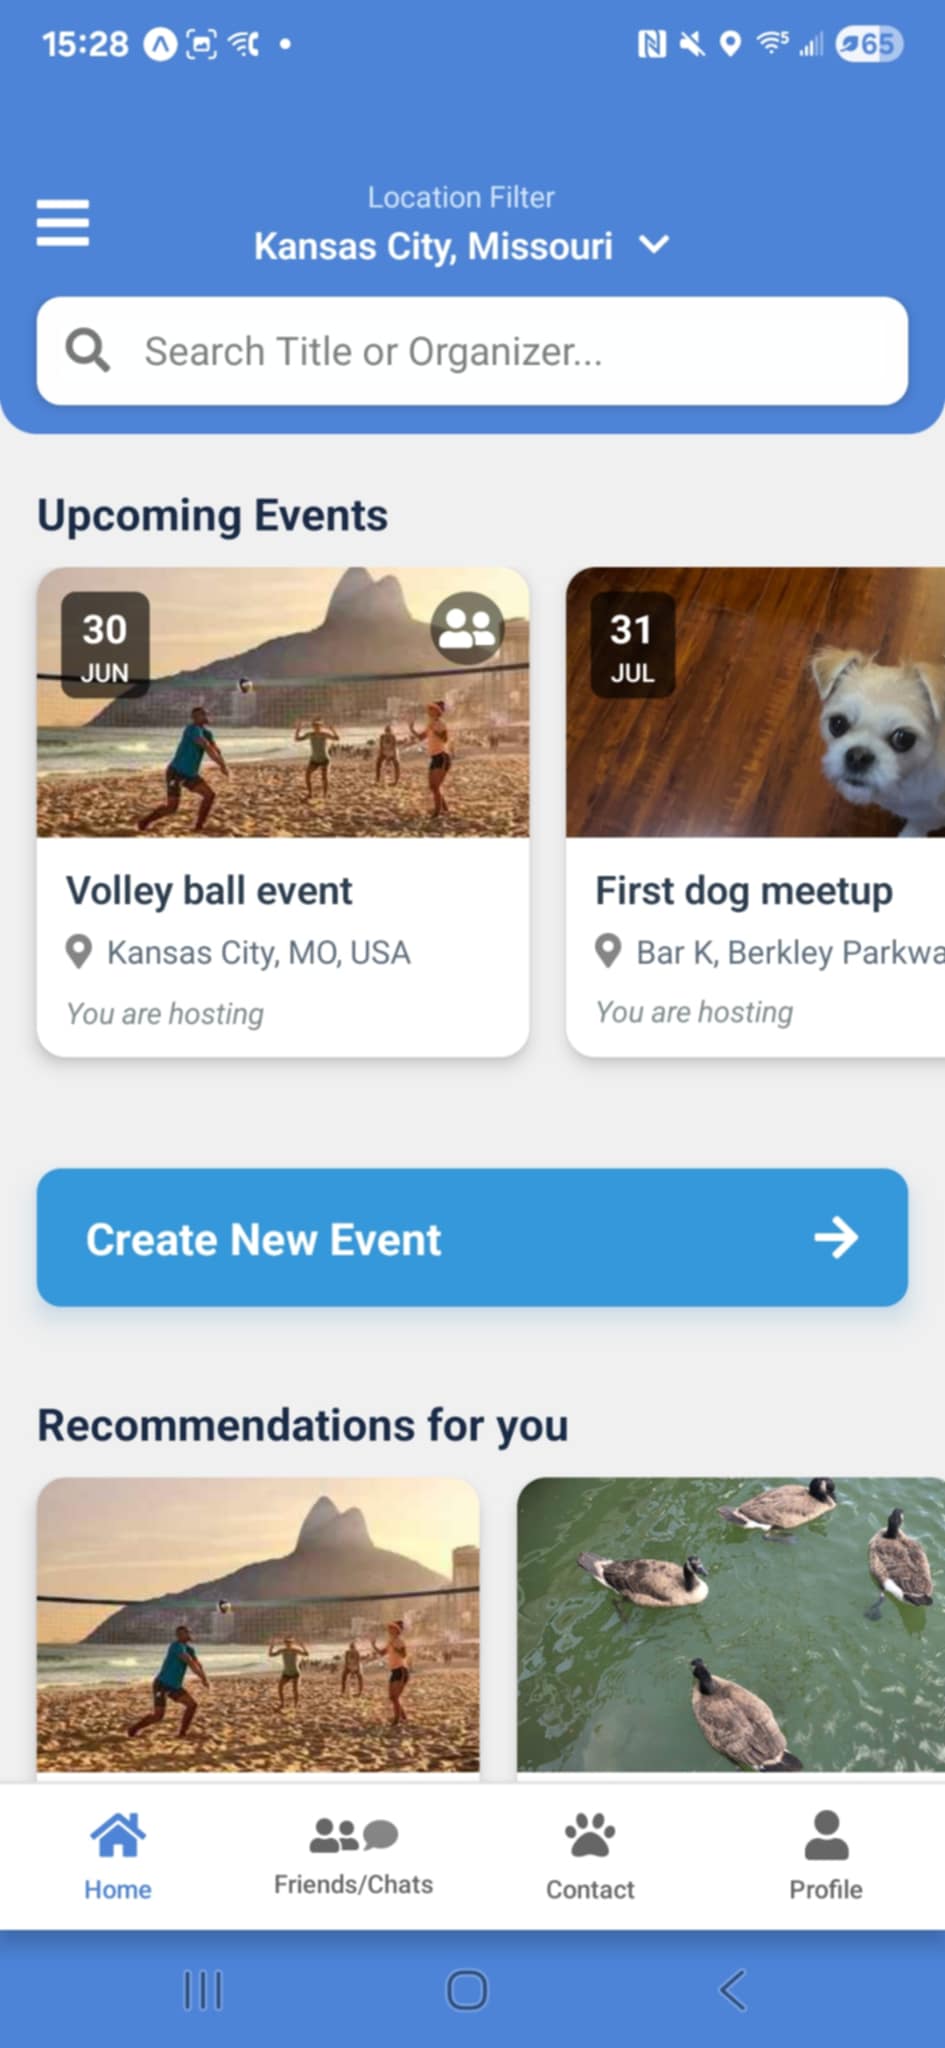 15:28
5
65
Location Filter
Kansas City, Missouri
Search Title or Organizer...
Upcoming Events
30
JUN
31
JUL
Volley ball event
Kansas City, MO, USA
You are hosting
First dog meetup
Bar K, Berkley Parkwa
You are hosting
Create New Event
Recommendations for you
Home
Friends/Chats
Contact
Profile